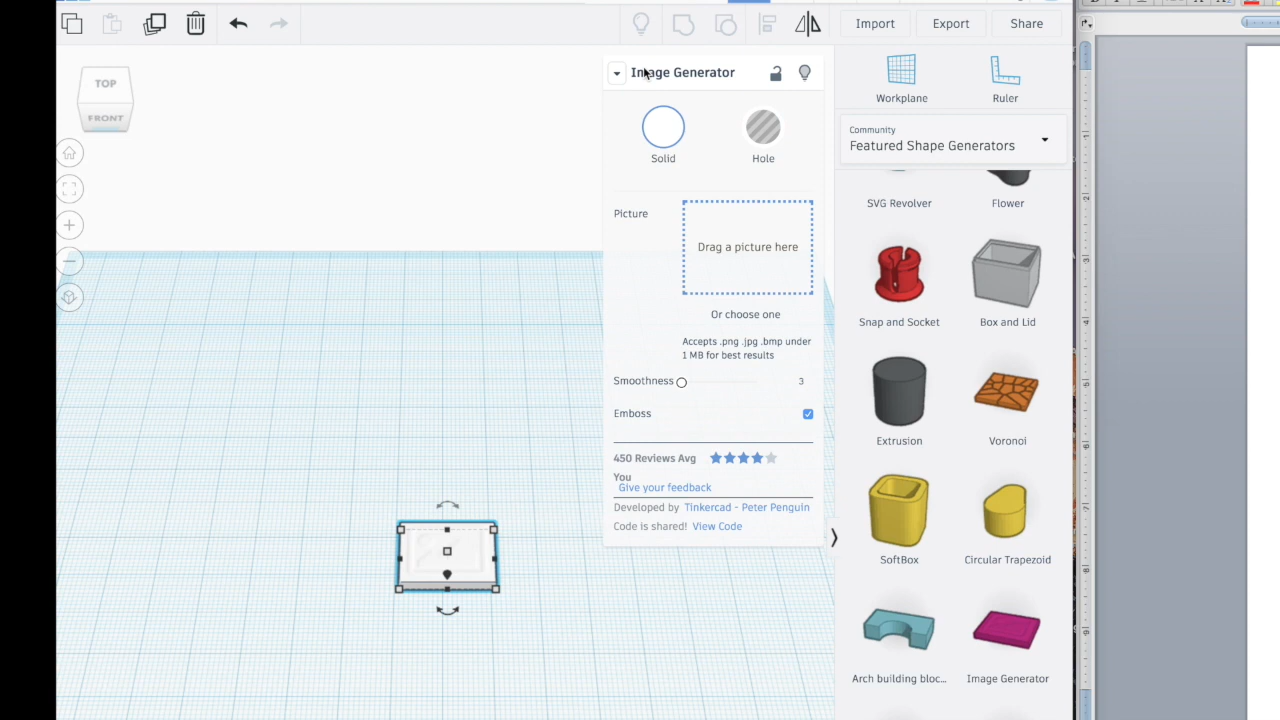 Import
Export
Share
TOP
FRONT
Image Generator
Solid
Hole
Picture
Drag a picture here
Or choose one
Accepts .png .jpg .bmp under
1 MB for best results
Smoothness
3
Emboss
450 Reviews Avg
You
Give your feedback
Developed by Tinkercad - Peter Penguin
Code is shared! View Code
Workplane
Ruler
Community
Featured Shape Generators
SVG Revolver
Flower
Snap and Socket
Box and Lid
Extrusion
Voronoi
SoftBox
Circular Trapezoid
Arch building bloc...
Image Generator